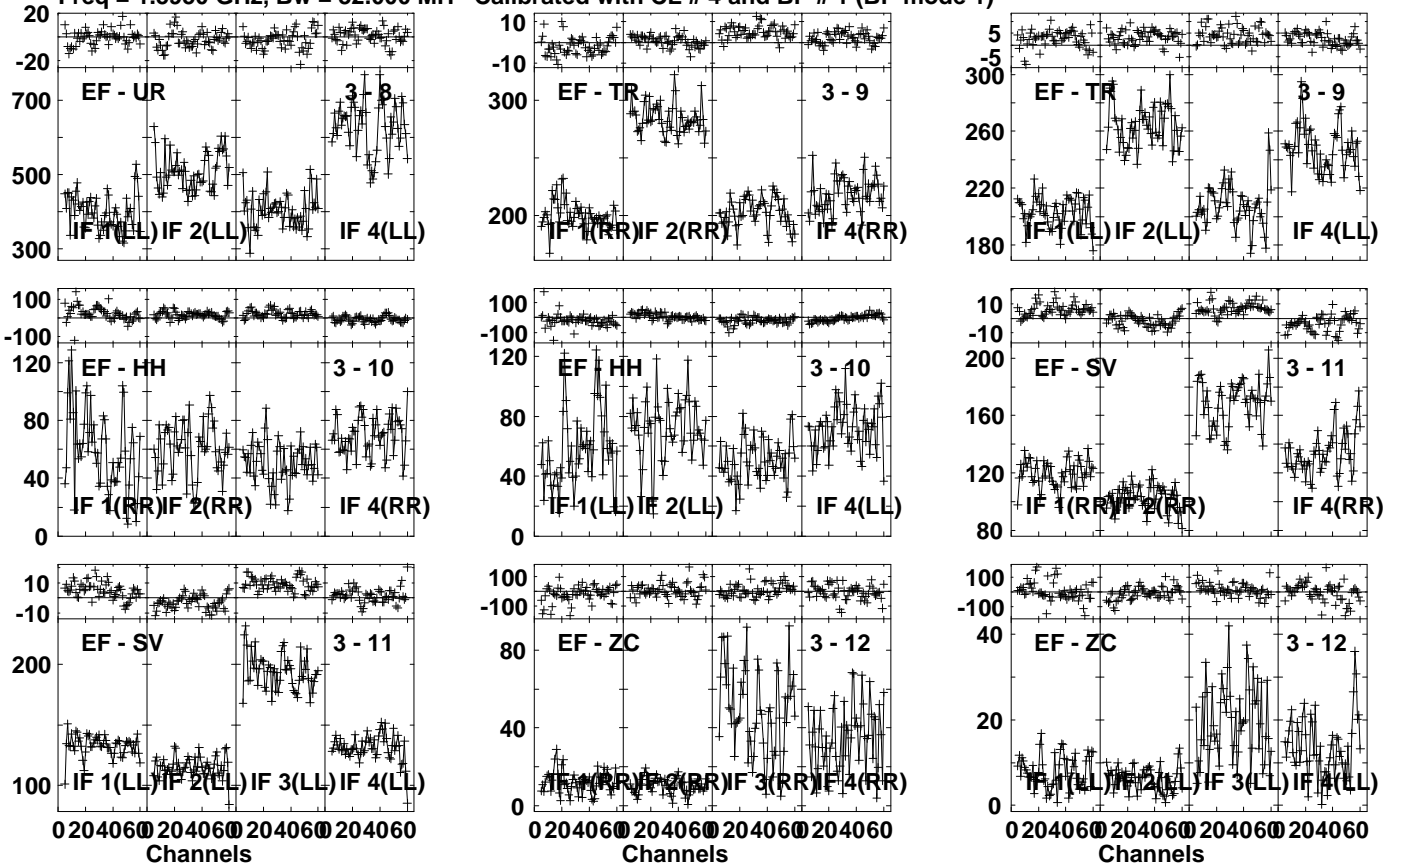 20
-20
10
-10
5
-5
EF - UR
3 - 8
EF - TR
3 - 9
EF - TR
3 - 9
700
500
300
300
200
300
260
220
180
IF 1(LL)
IF 2(LL)
IF 4(LL)
IF 1(RR)
IF 2(RR)
IF 4(RR)
IF 1(LL)
IF 2(LL)
IF 4(LL)
100
-100
100
-100
10
-10
EF - HH
3 - 10
EF - HH
3 - 10
EF - SV
3 - 11
120
80
40
0
120
80
40
0
200
160
120
80
IF 1(RR)
IF 2(RR)
IF 4(RR)
IF 1(LL)
IF 2(LL)
IF 4(LL)
IF 1(RR)
IF 2(RR)
IF 4(RR)
10
-10
100
-100
100
-100
EF - SV
3 - 11
EF - ZC
3 - 12
EF - ZC
3 - 12
200
100
80
40
0
40
20
0
IF 1(LL)
IF 2(LL)
IF 3(LL)
IF 4(LL)
IF 1(RR)
IF 2(RR)
IF 3(RR)
IF 4(RR)
IF 1(LL)
IF 2(LL)
IF 3(LL)
IF 4(LL)
0 204060 0 204060 0 204060 0 204060
0 204060 0 204060 0 204060 0 204060
0 204060 0 204060 0 204060 0 204060
Channels
Channels
Channels